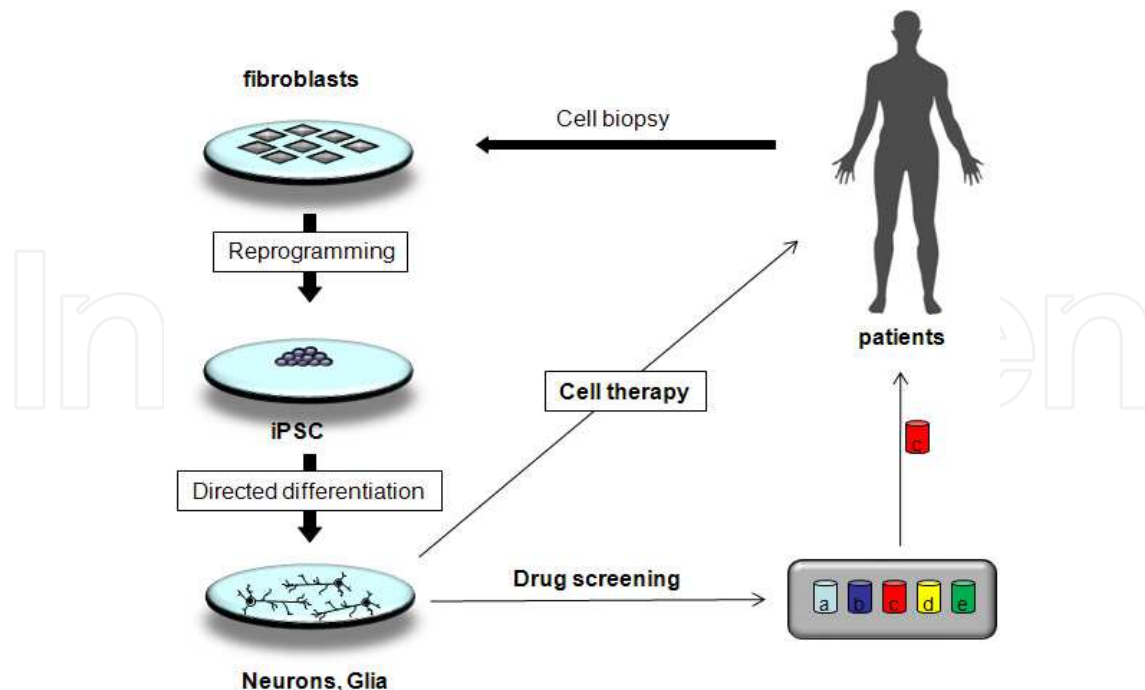 fibroblasts
Cell biopsy
Reprogramming
patients
Cell therapy
iPSC
c
Directed differentiation
Drug screening
a b c d e
Neurons, Glia